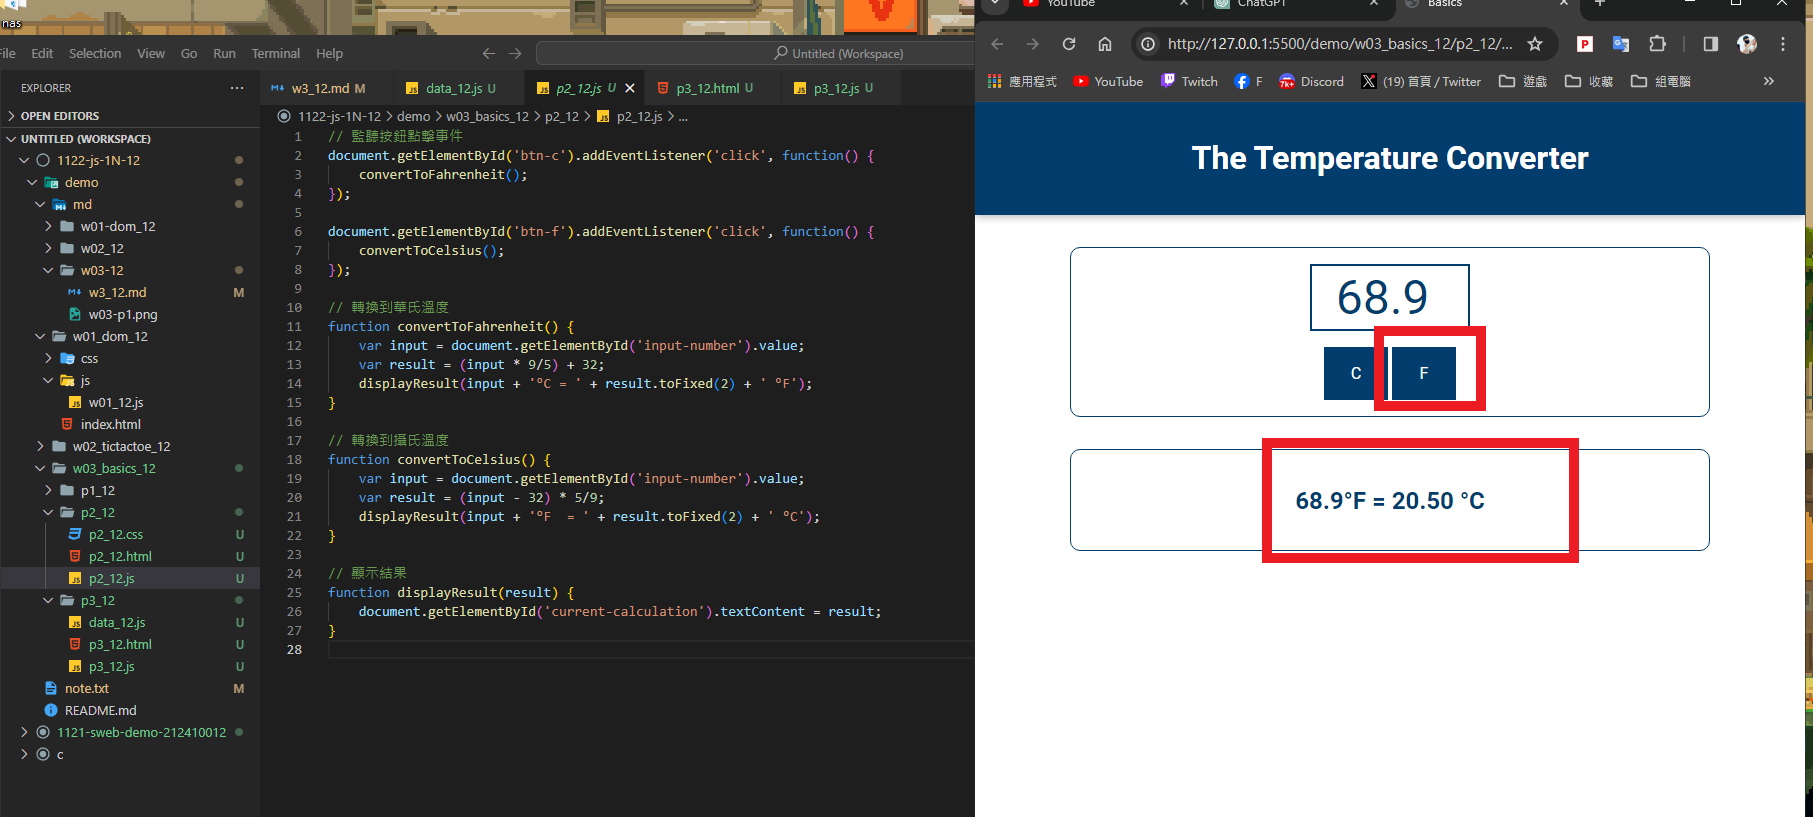 nas
File Edit Selection View Go Run Terminal Help
Untitled (Workspace)
EXPLORER
OPEN EDITORS
UNTITLED (WORKSPACE)
1122-js-1N-12
demo
md
w01-dom_12
w02_12
w03-12
w3_12.md M
w03-p1.png
w01_dom_12
css
js
w01_12.js
index.html
w02_tictactoe_12
w03_basics_12
p1_12
p2_12
p2_12.css U
p2_12.html U
p2_12.js U
p3_12
data_12.js U
p3_12.html U
p3_12.js U
note.txt M
README.md
1121-sweb-demo-212410012
c
w3_12.md M data_12.js U p2_12.js U p3_12.html U p3_12.js U
1122-js-1N-12 > demo > w03_basics_12 > p2_12 > p2_12.js > ...
1 // 監聽按鈕點擊事件
2 document.getElementById('btn-c').addEventListener('click', function() {
3 convertToFahrenheit();
4 });
5
6 document.getElementById('btn-f').addEventListener('click', function() {
7 convertToCelsius();
8 });
9
10 // 轉換到華氏溫度
11 function convertToFahrenheit() {
12 var input = document.getElementById('input-number').value;
13 var result = (input * 9/5) + 32;
14 displayResult(input + '°C = ' + result.toFixed(2) + ' °F');
15 }
16
17 // 轉換到攝氏溫度
18 function convertToCelsius() {
19 var input = document.getElementById('input-number').value;
20 var result = (input - 32) * 5/9;
21 displayResult(input + '°F  = ' + result.toFixed(2) + ' °C');
22 }
23
24 // 顯示結果
25 function displayResult(result) {
26 document.getElementById('current-calculation').textContent = result;
27 }
28
YouTube ChatGPT Basics
http://127.0.0.1:5500/demo/w03_basics_12/p2_12/...
應用程式 YouTube Twitch F Discord (19) 首頁 / Twitter 遊戲 收藏 組電腦
The Temperature Converter
68.9
C F
68.9°F = 20.50 °C